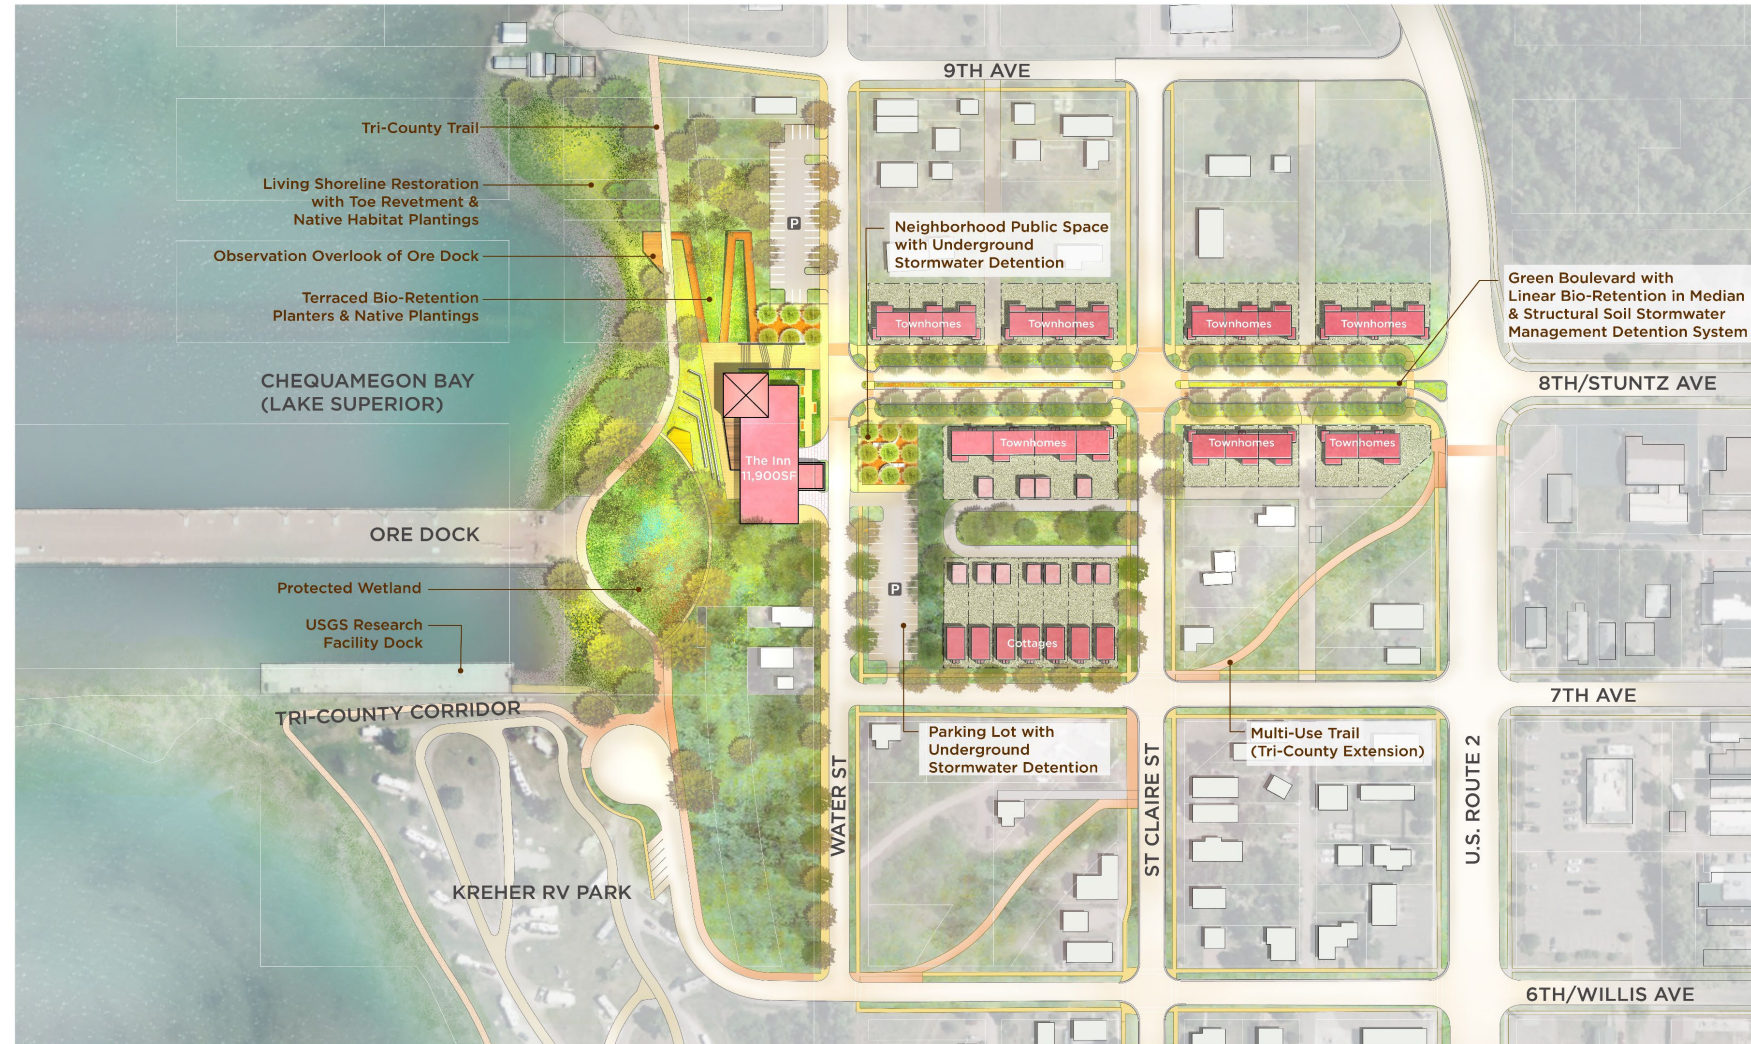 9TH AVE
Tri-County Trail
Living Shoreline Restoration
with Toe Revetment &
Native Habitat Plantings
Observation Overlook of Ore Dock
Terraced Bio-Retention
Planters & Native Plantings
P
Neighborhood Public Space
with Underground
Stormwater Detention
Green Boulevard with
Linear Bio-Retention in Median
& Structural Soil Stormwater
Management Detention System
Townhomes
Townhomes
Townhomes
Townhomes
CHEQUAMEGON BAY
(LAKE SUPERIOR)
8TH/STUNTZ AVE
Townhomes
Townhomes
Townhomes
The Inn
11,900SF
ORE DOCK
Protected Wetland
P
USGS Research
Facility Dock
Cottages
TRI-COUNTY CORRIDOR
7TH AVE
Parking Lot with
Underground
Stormwater Detention
Multi-Use Trail
(Tri-County Extension)
WATER ST
ST CLAIRE ST
U.S. ROUTE 2
KREHER RV PARK
6TH/WILLIS AVE